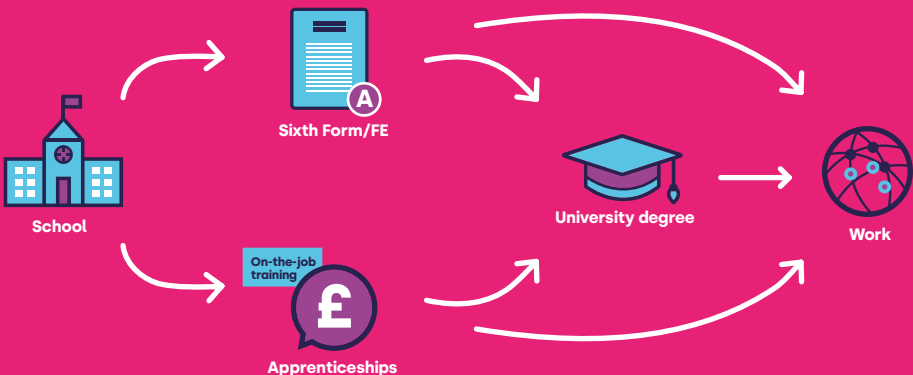 A
Sixth Form/FE
School
University degree
Work
On-the-job
training
£
Apprenticeships